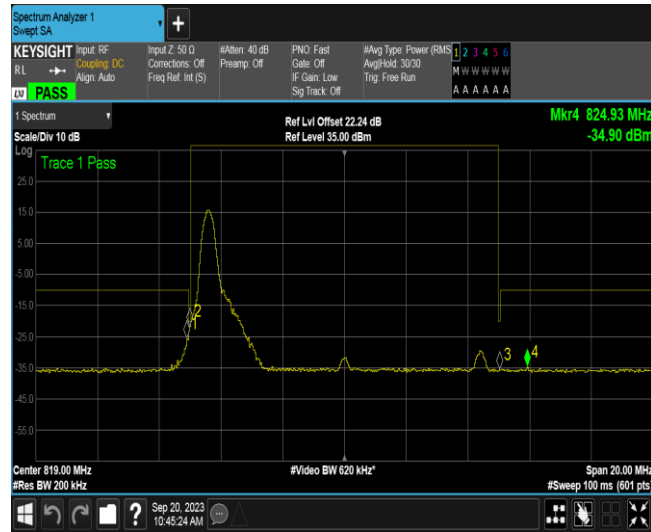 Spectrum Analyzer 1
Swept SA
+
KEYSIGHT
RL
LXI PASS
Input: RF
Coupling: DC
Align: Auto
Input Z: 50 Ω
Corrections: Off
Freq Ref: Int (S)
#Atten: 40 dB
Preamp: Off
PNO: Fast
Gate: Off
IF Gain: Low
Sig Track: Off
#Avg Type: Power (RMS
Avg|Hold: 30/30
Trig: Free Run
1 2 3 4 5 6
M W W W W W
A A A A A A
1 Spectrum
Scale/Div 10 dB
Ref Lvl Offset 22.24 dB
Ref Level 35.00 dBm
Mkr4 824.93 MHz
-34.90 dBm
Log
Trace 1 Pass
25.0
15.0
5.00
-5.00
-15.0
-25.0
-35.0
-45.0
-55.0
2
3
4
Center 819.00 MHz
#Res BW 200 kHz
#Video BW 620 kHz*
Span 20.00 MHz
#Sweep 100 ms (601 pts)
?
Sep 20, 2023
10:45:24 AM